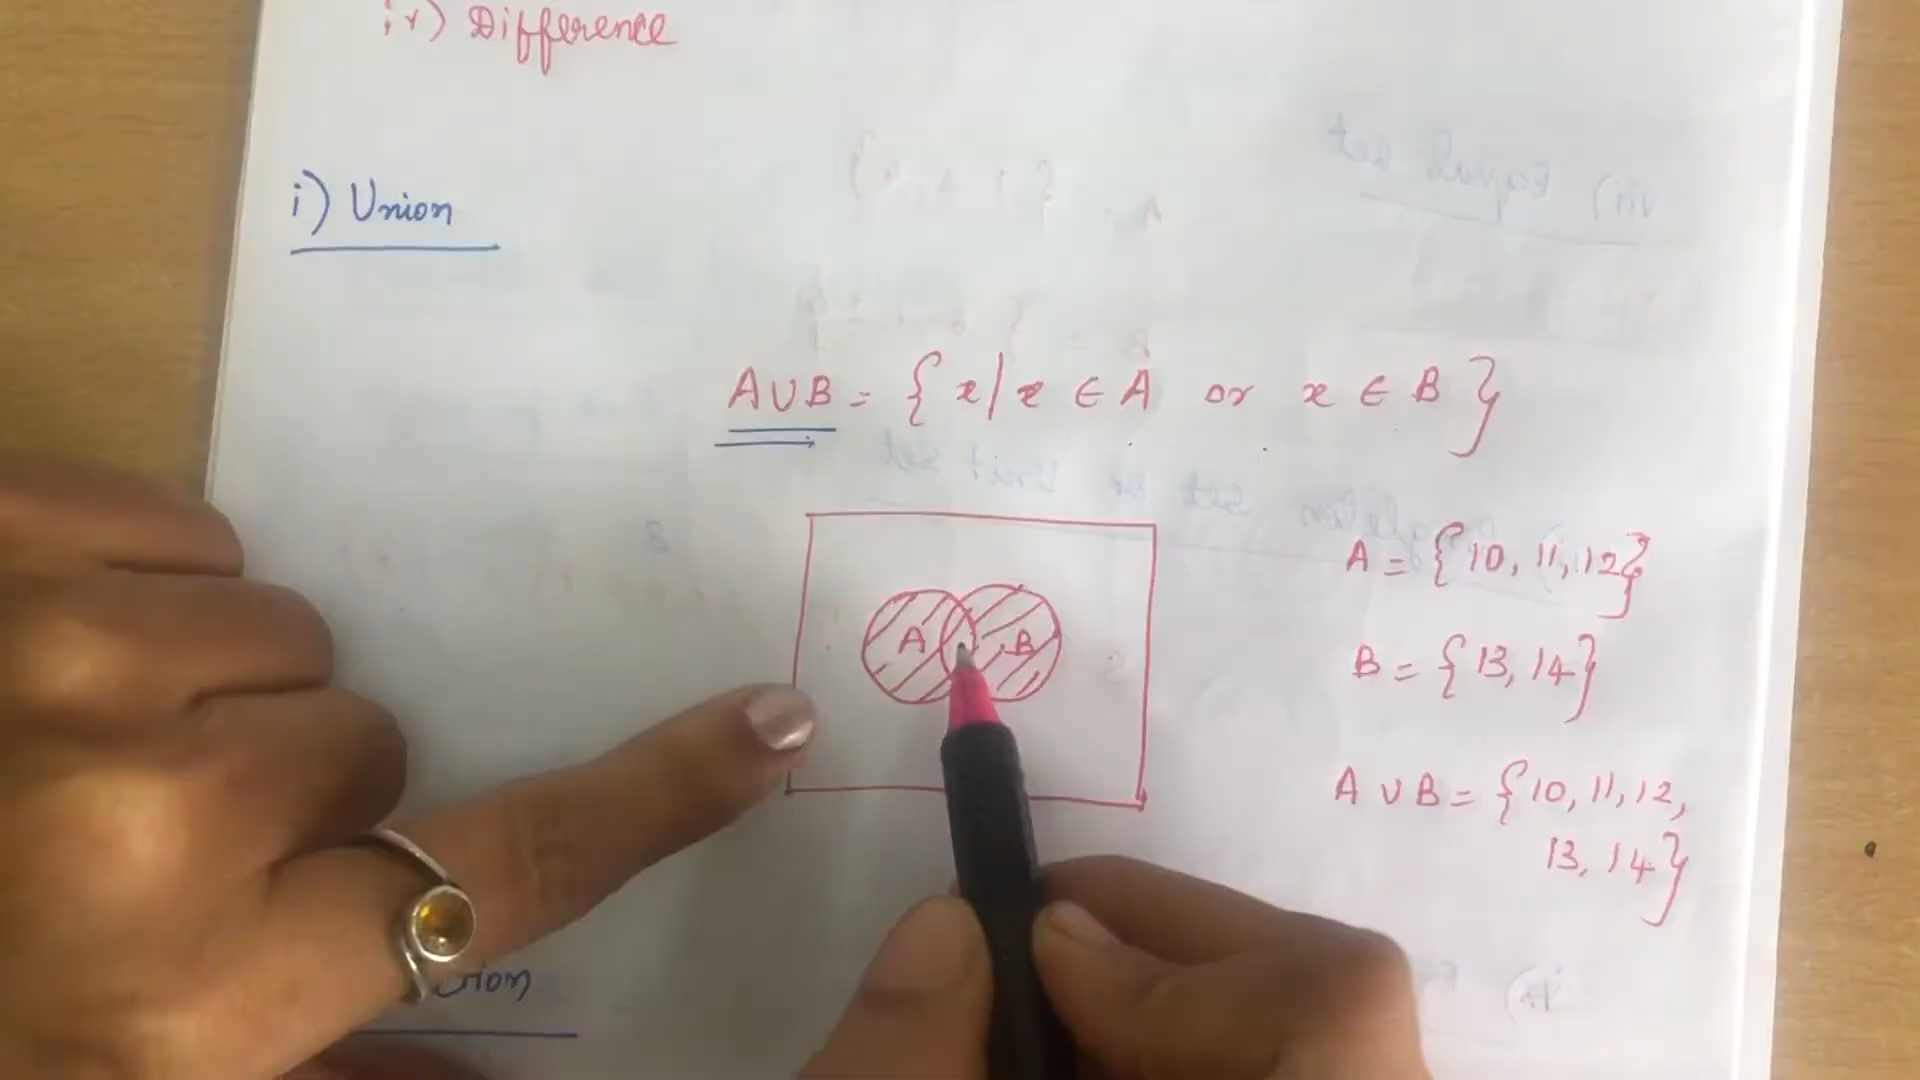 iv) Difference
i) Union
A∪B = {x/x ∈ A or x ∈ B}
A = {10, 11, 12}
A B
B = {13, 14}
A ∪ B = {10, 11, 12,
13, 14}